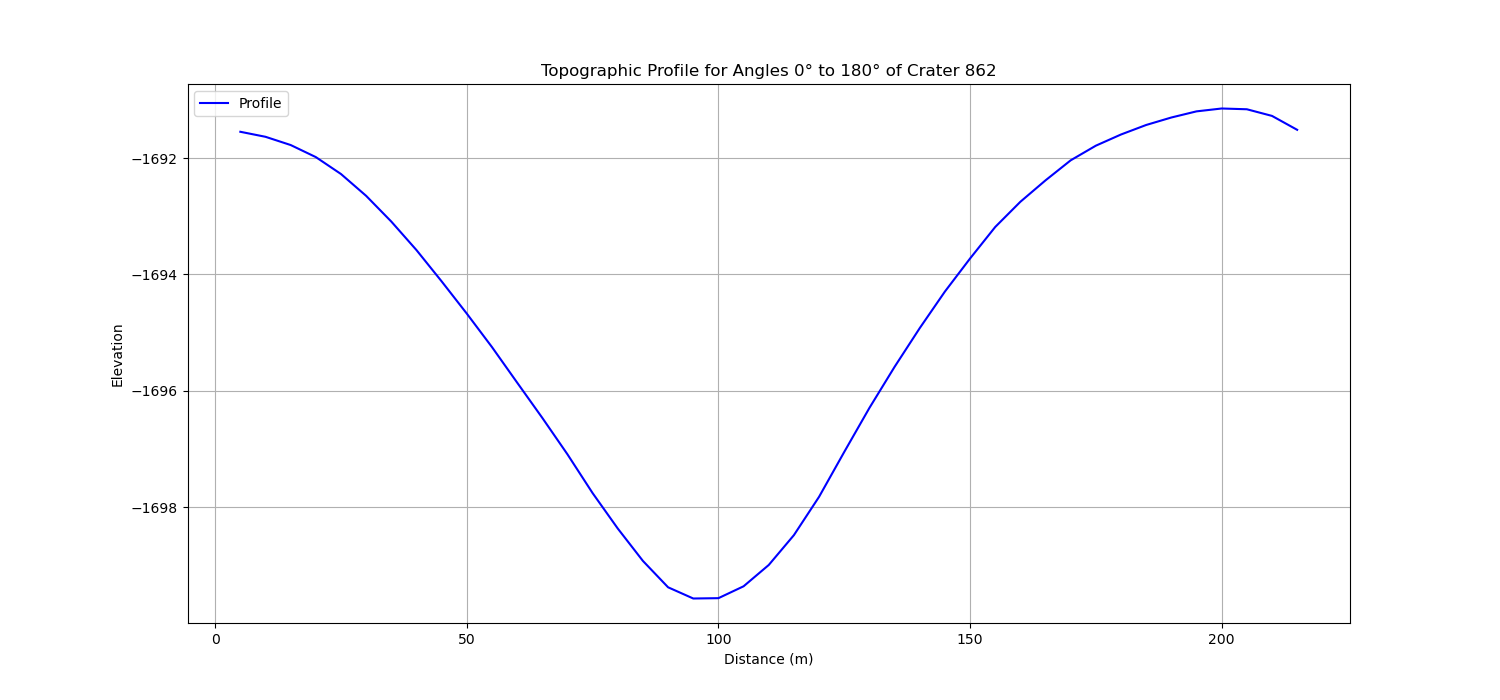 Topographic Profile for Angles 0° to 180° of Crater 862
Profile
−1692
−1694
−1696
−1698
Elevation
0 50 100 150 200
Distance (m)